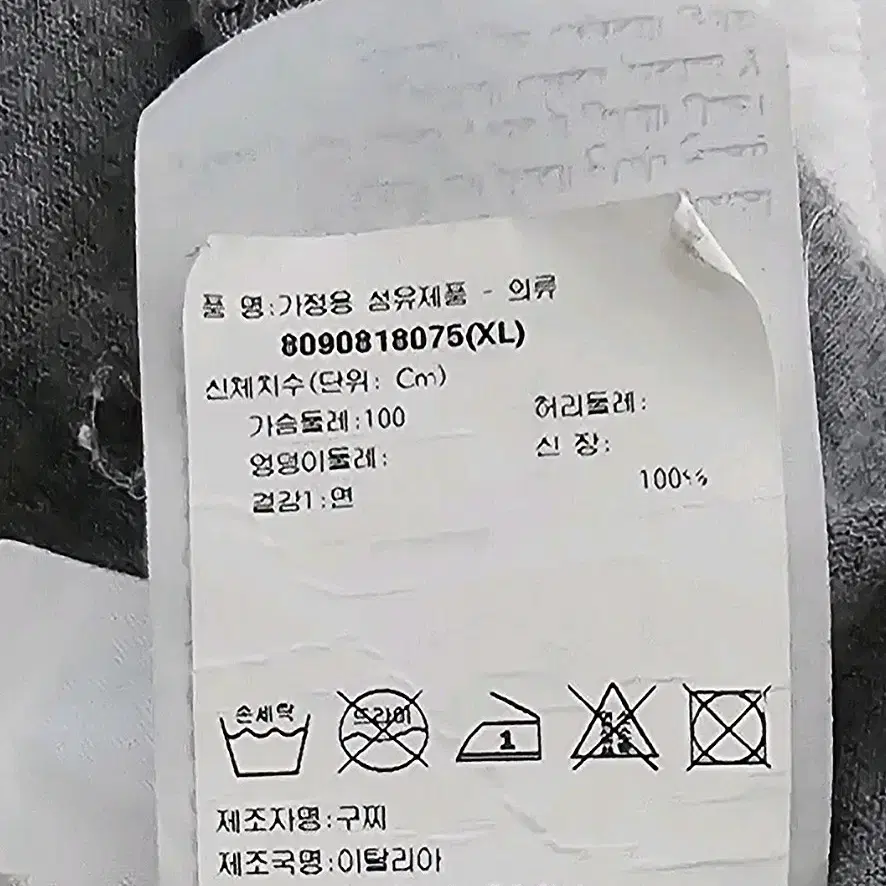 품 명:가정용 섬유제품 - 의류
8090818075(XL)
신체치수(단위: Cm)
가슴둘레:100 허리둘레:
엉덩이둘레: 신 장:
겉감1:면 100%
손세탁 드라이 1
제조자명:구찌
제조국명:이탈리아